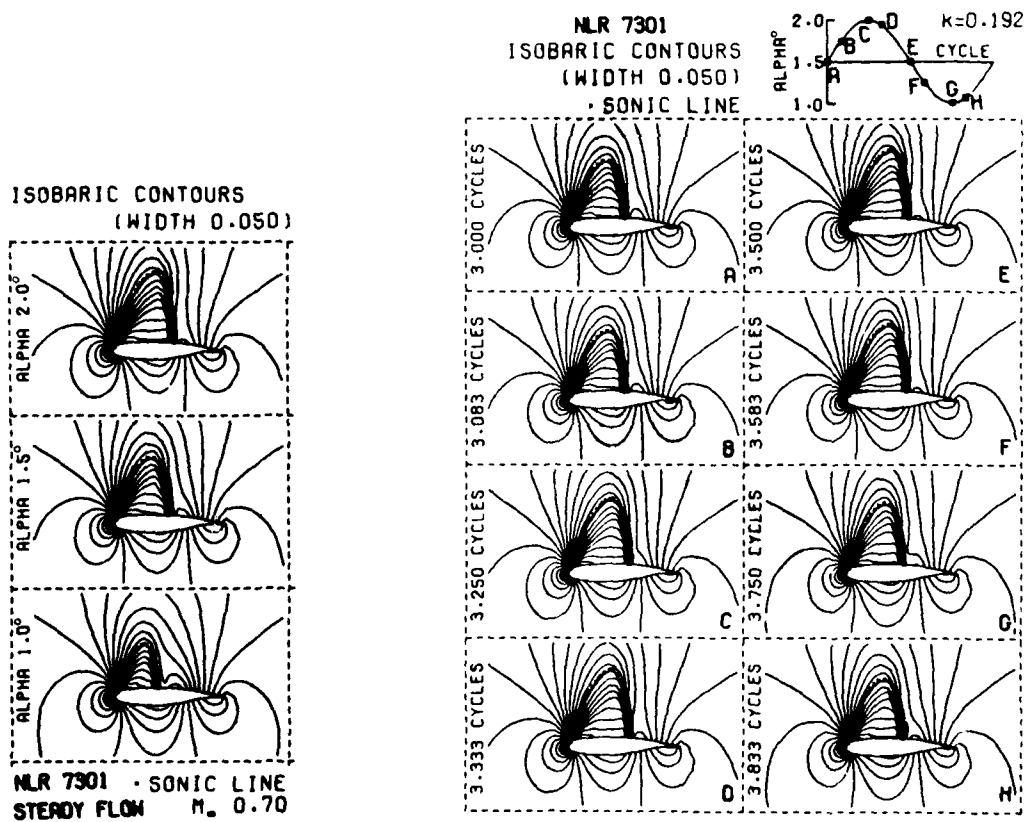 ISOBARIC CONTOURS
(WIDTH 0.050)
ALPHA 2.0°
ALPHA 1.5°
ALPHA 1.0°
NLR 7301 · SONIC LINE
STEADY FLOW M∞ 0.70
NLR 7301
ISOBARIC CONTOURS
(WIDTH 0.050)
· SONIC LINE
k=0.192
ALPHA°
2.0
1.5
1.0
CYCLE
A
B
C
D
E
F
G
H
3.000 CYCLES
A
3.500 CYCLES
E
3.083 CYCLES
B
3.583 CYCLES
F
3.250 CYCLES
C
3.750 CYCLES
G
3.333 CYCLES
D
3.833 CYCLES
H